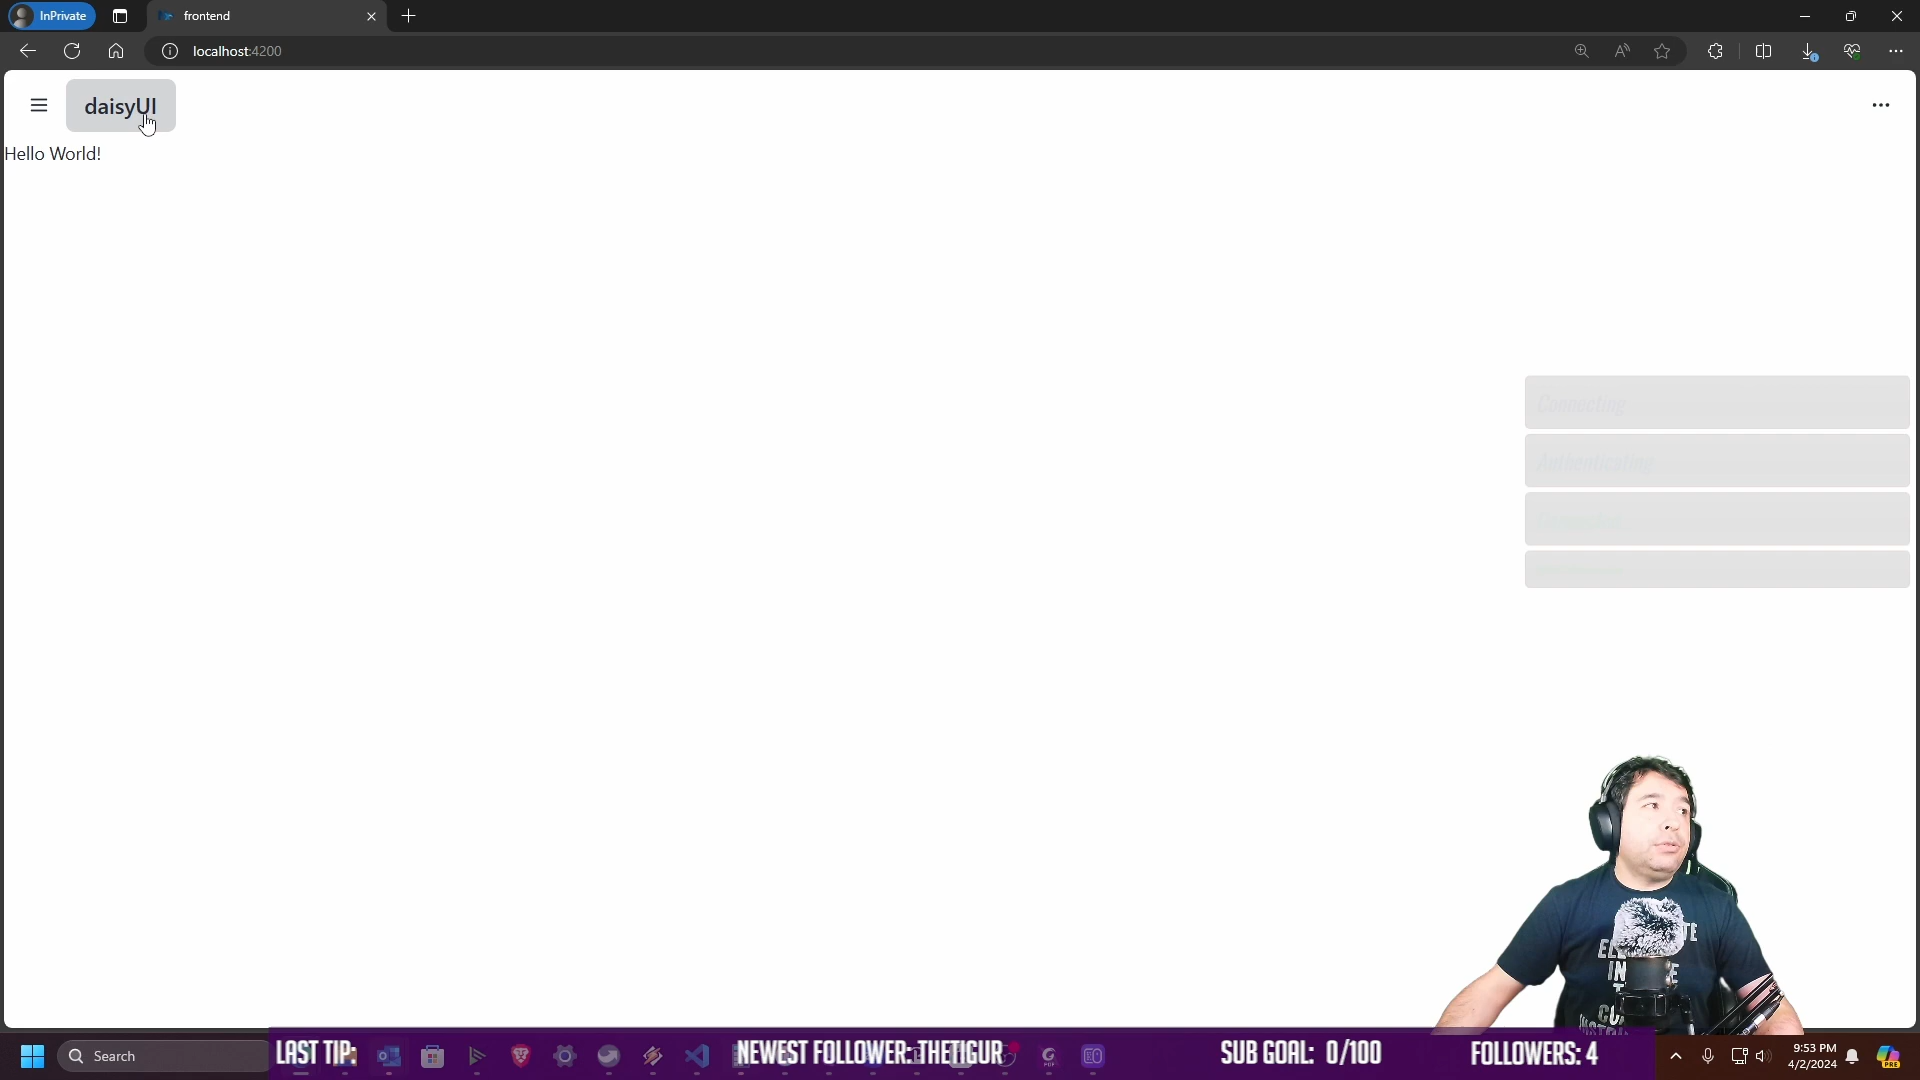 InPrivate
frontend
localhost:4200
daisyUI
Hello World!
Connecting
Authenticating
Search
LAST TIP:
NEWEST FOLLOWER: THETIGUR
SUB GOAL: 0/100
FOLLOWERS: 4
9:53 PM
4/2/2024